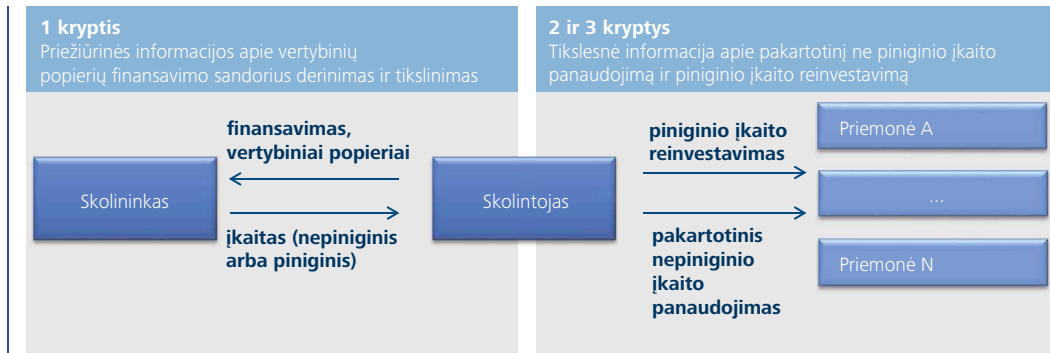 1 kryptis
Priežiūrinės informacijos apie vertybinių
popierių finansavimo sandorius derinimas ir tikslinimas
finansavimas,
vertybiniai popieriai
Skolininkas
įkaitas (nepiniginis
arba piniginis)
Skolintojas
2 ir 3 kryptys
Tikslesnė informacija apie pakartotinį ne piniginio įkaito
panaudojimą ir piniginio įkaito reinvestavimą
piniginio įkaito
reinvestavimas
pakartotinis
nepiniginio
įkaito
panaudojimas
Priemonė A
...
Priemonė N